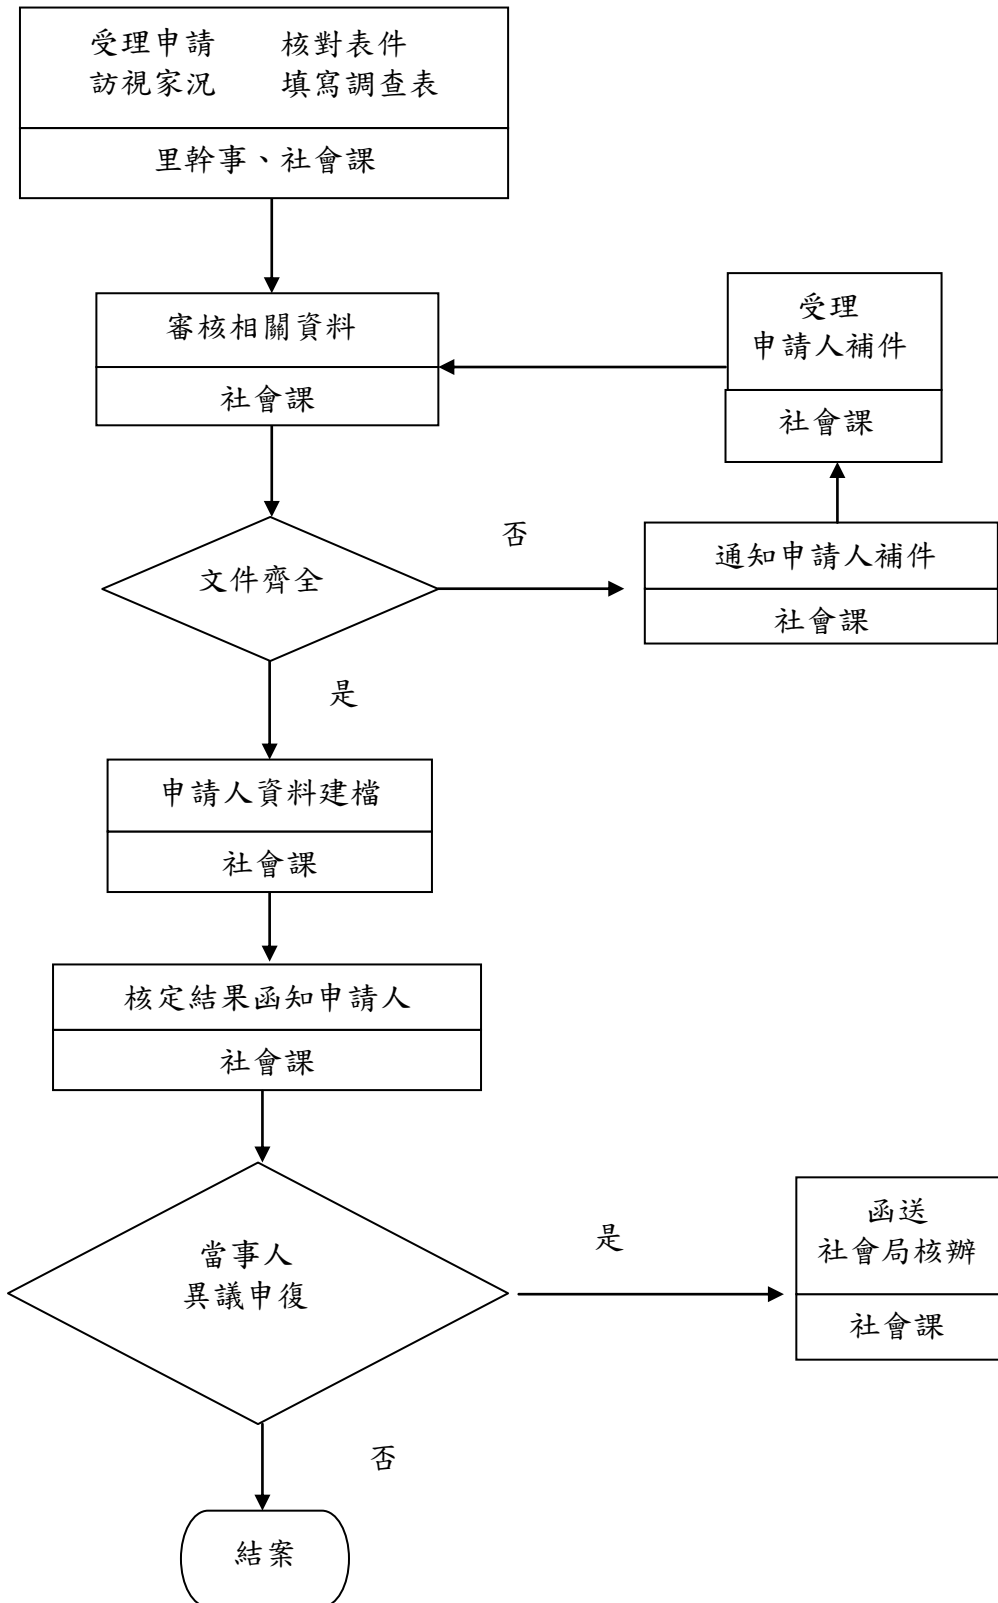 受理申請 核對表件
訪視家況 填寫調查表
里幹事、社會課
審核相關資料
社會課
受理
申請人補件
社會課
文件齊全
否
通知申請人補件
社會課
是
申請人資料建檔
社會課
核定結果函知申請人
社會課
當事人
異議申復
是
函送
社會局核辦
社會課
否
結案